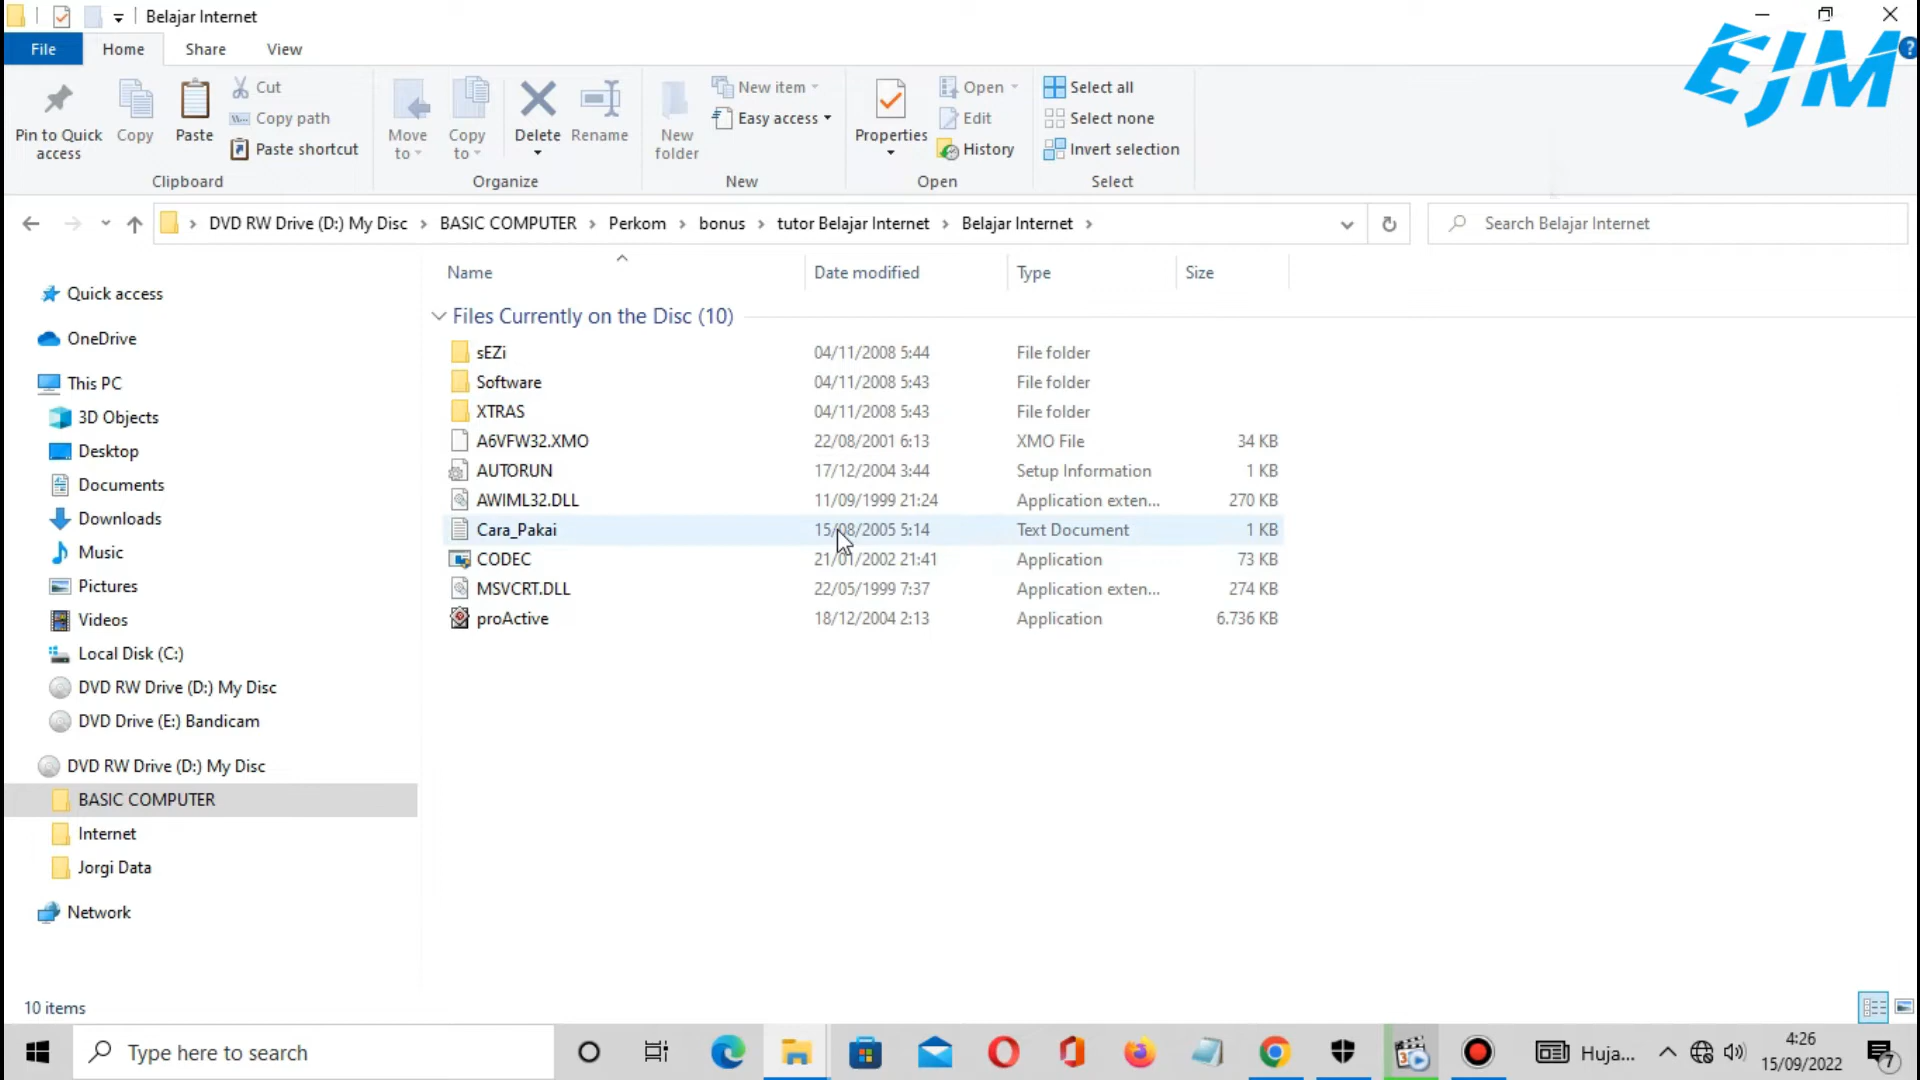 Belajar Internet
EJM
File Home Share View
Pin to Quick access
Copy
Paste
Cut
Copy path
Paste shortcut
Clipboard
Move to
Copy to
Delete
Rename
Organize
New folder
New item
Easy access
New
Properties
Open
Edit
History
Open
Select all
Select none
Invert selection
Select
DVD RW Drive (D:) My Disc > BASIC COMPUTER > Perkom > bonus > tutor Belajar Internet > Belajar Internet >
Search Belajar Internet
Quick access
OneDrive
This PC
3D Objects
Desktop
Documents
Downloads
Music
Pictures
Videos
Local Disk (C:)
DVD RW Drive (D:) My Disc
DVD Drive (E:) Bandicam
DVD RW Drive (D:) My Disc
BASIC COMPUTER
Internet
Jorgi Data
Network
Name Date modified Type Size
Files Currently on the Disc (10)
sEZi 04/11/2008 5:44 File folder
Software 04/11/2008 5:43 File folder
XTRAS 04/11/2008 5:43 File folder
A6VFW32.XMO 22/08/2001 6:13 XMO File 34 KB
AUTORUN 17/12/2004 3:44 Setup Information 1 KB
AWIML32.DLL 11/09/1999 21:24 Application exten... 270 KB
Cara_Pakai 15/08/2005 5:14 Text Document 1 KB
CODEC 21/01/2002 21:41 Application 73 KB
MSVCRT.DLL 22/05/1999 7:37 Application exten... 274 KB
proActive 18/12/2004 2:13 Application 6.736 KB
10 items
Type here to search
Huja...
4:26
15/09/2022
7